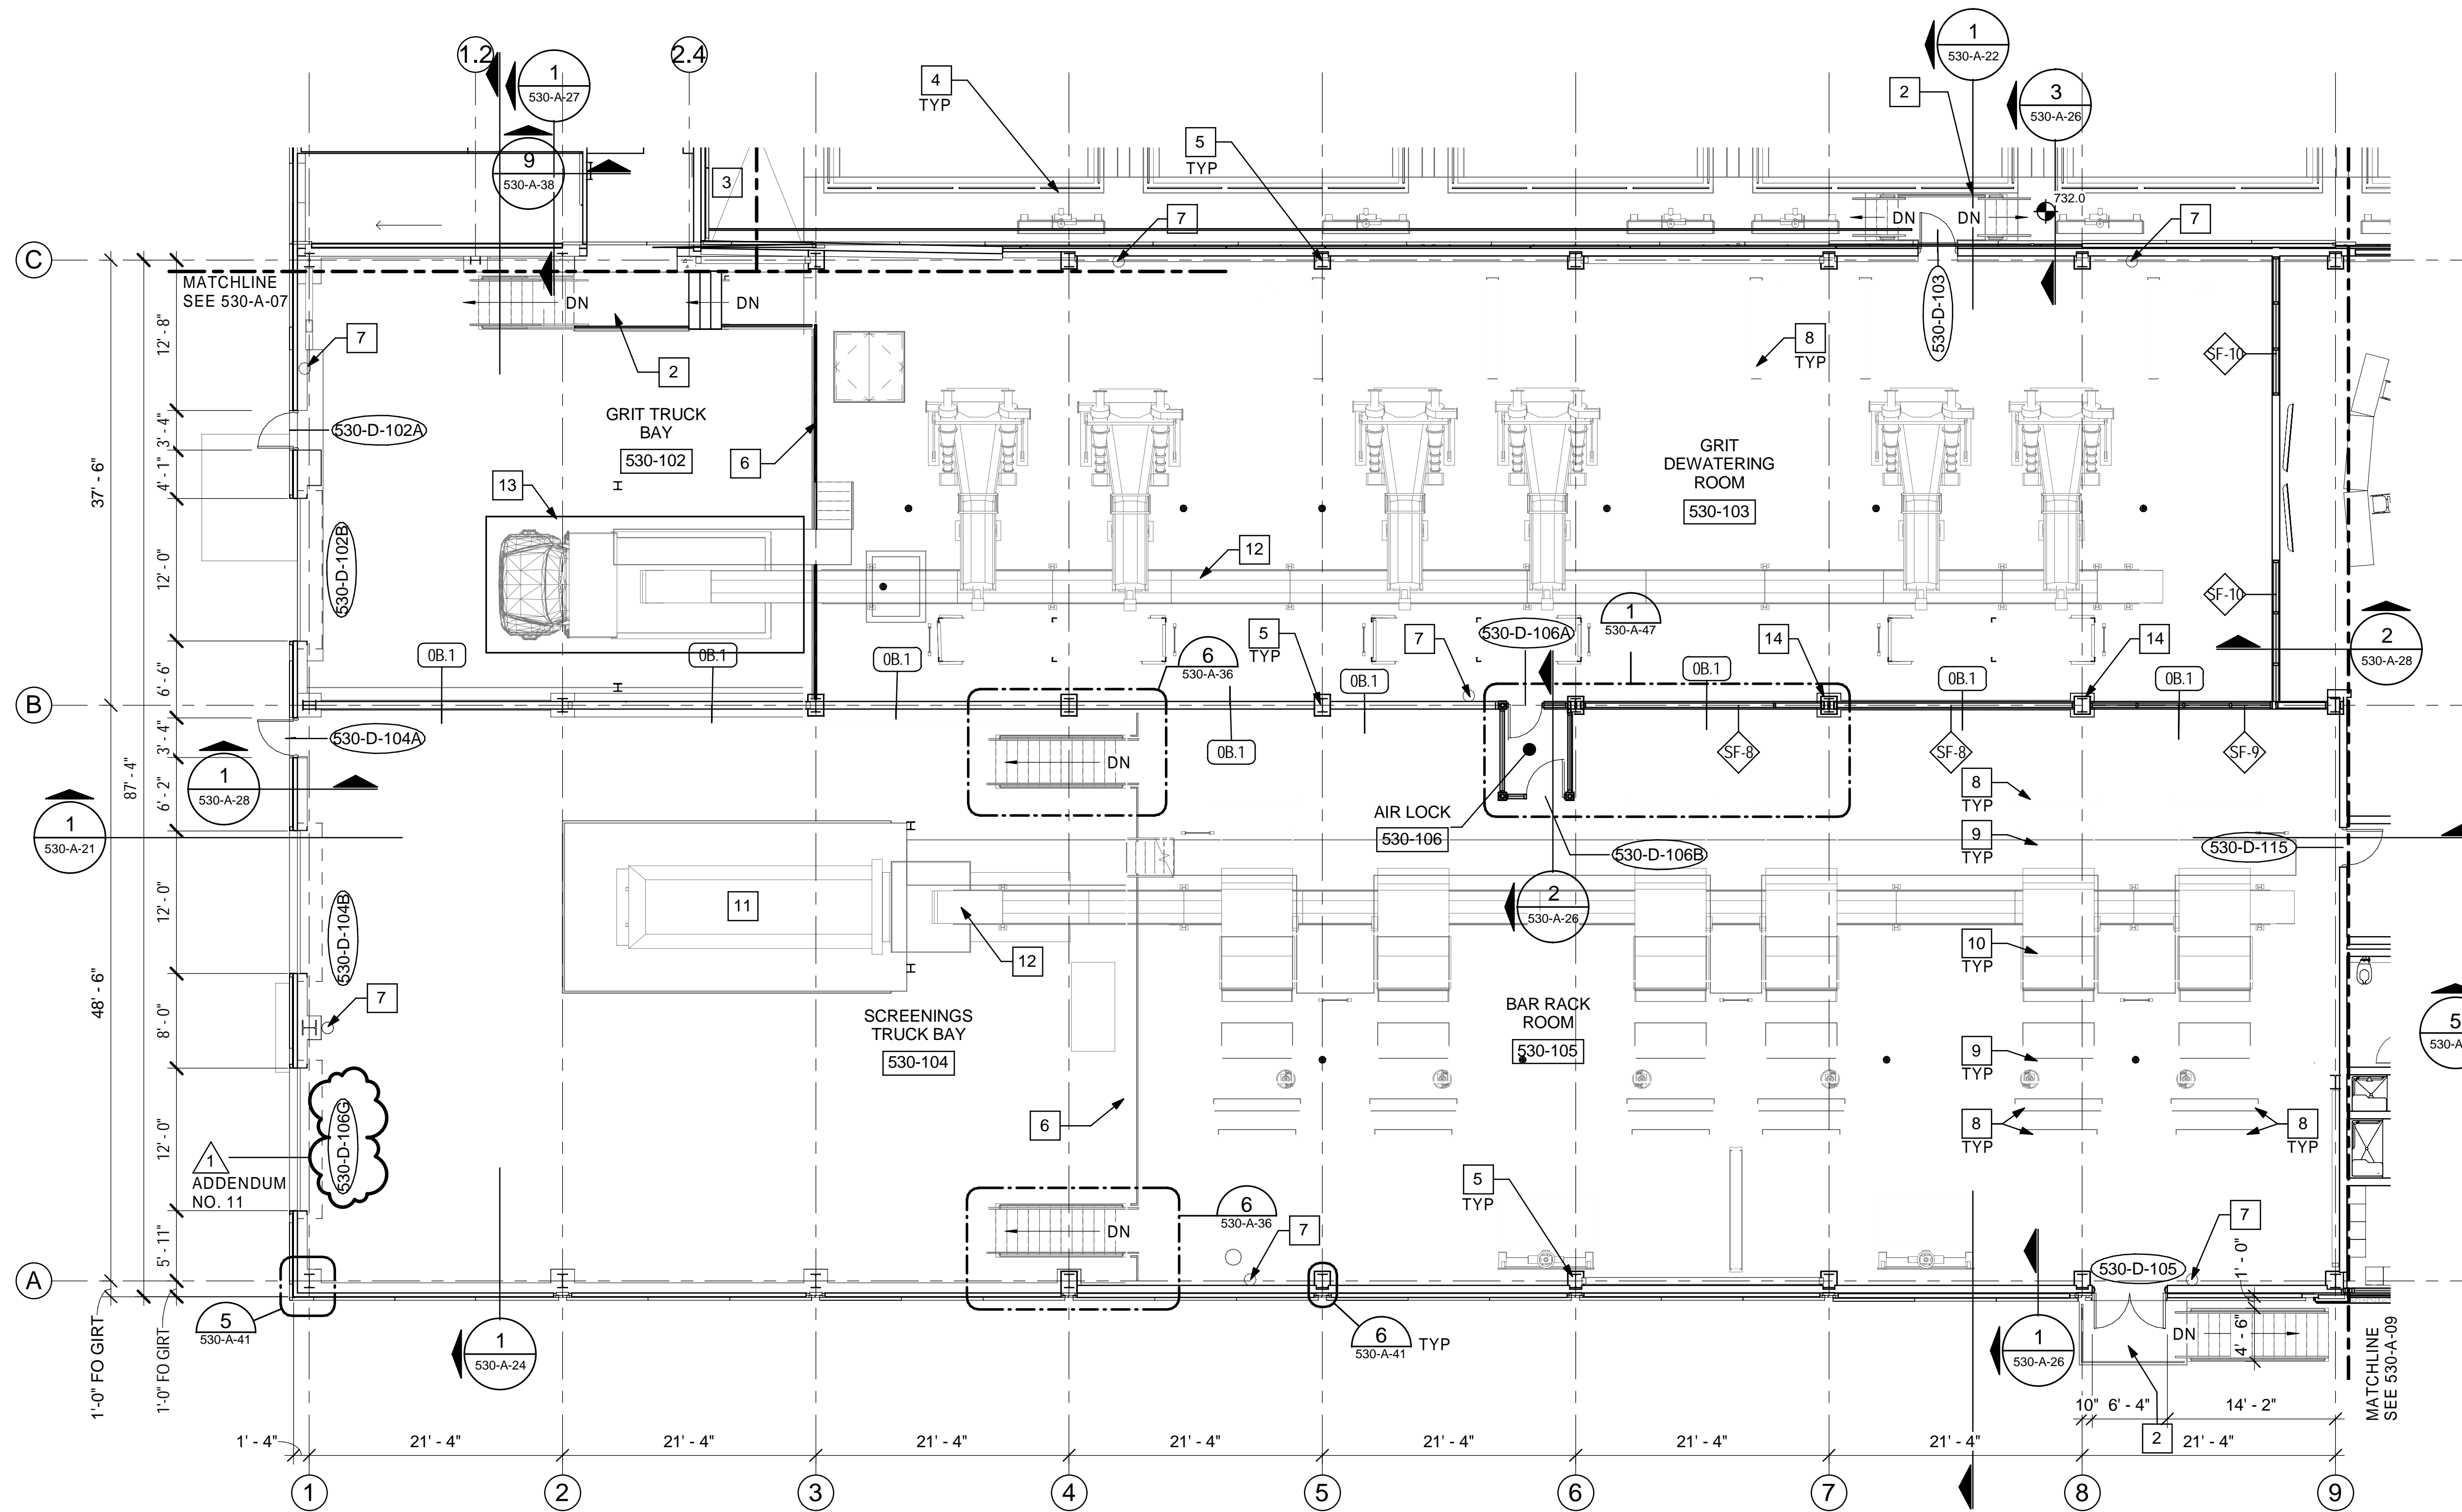 1
530-A-22
1.2
2.4
1
530-A-27
4
TYP
2
3
530-A-26
5
TYP
9
530-A-38
3
7
DN
DN
732.0
7
C
MATCHLINE
SEE 530-A-07
DN
DN
530-D-103
12' - 8"
7
8
TYP
SF-10
2
GRIT TRUCK
BAY
530-102
530-D-102A
3' - 4"
6
GRIT
DEWATERING
ROOM
530-103
37' - 6"
4' - 1"
13
12
530-D-102B
12' - 0"
SF-10
1
530-A-47
530-D-106A
5
TYP
7
14
14
2
530-A-28
6' - 6"
0B.1
0B.1
0B.1
6
530-A-36
0B.1
0B.1
0B.1
0B.1
B
530-D-104A
3' - 4"
0B.1
SF-8
SF-8
SF-9
DN
87' - 4"
1
530-A-28
6' - 2"
8
TYP
1
530-A-21
AIR LOCK
530-106
9
TYP
530-D-106B
530-D-115
11
2
530-A-26
12' - 0"
530-D-104B
12
10
TYP
48' - 6"
7
8' - 0"
SCREENINGS
TRUCK BAY
530-104
BAR RACK
ROOM
530-105
5
530-A
9
TYP
6
8
TYP
8
TYP
12' - 0"
530-D-106G
1
ADDENDUM
NO. 11
5
TYP
6
530-A-36
7
7
DN
5' - 11"
A
530-D-105
1' - 0"
5
530-A-41
1
530-A-24
6
530-A-41
TYP
1
530-A-26
DN
4' - 6"
MATCHLINE
SEE 530-A-09
1'-0" FO GIRT
1'-0" FO GIRT
10"
6' - 4"
14' - 2"
2
1' - 4"
21' - 4"
21' - 4"
21' - 4"
21' - 4"
21' - 4"
21' - 4"
21' - 4"
21' - 4"
1
2
3
4
5
6
7
8
9